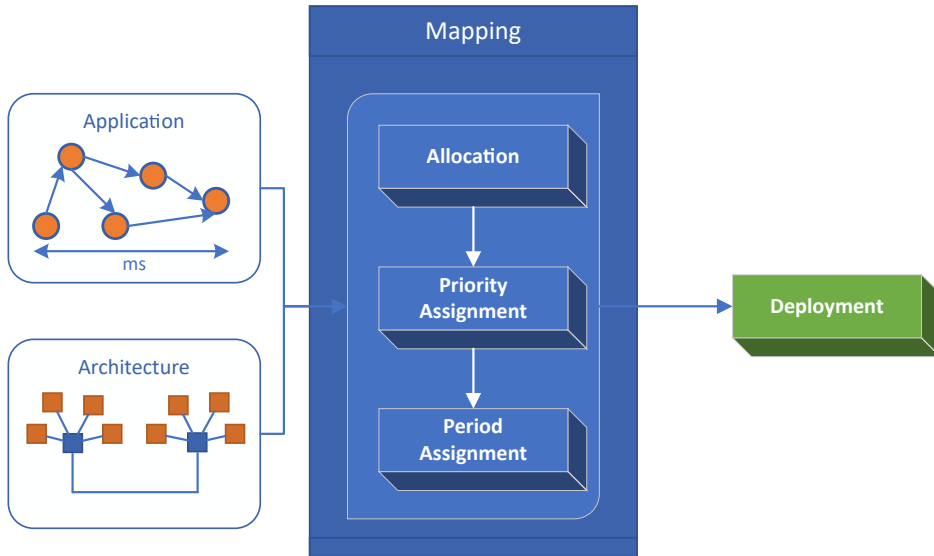 Mapping
Application
ms
Architecture
Allocation
Priority
Assignment
Period
Assignment
Deployment